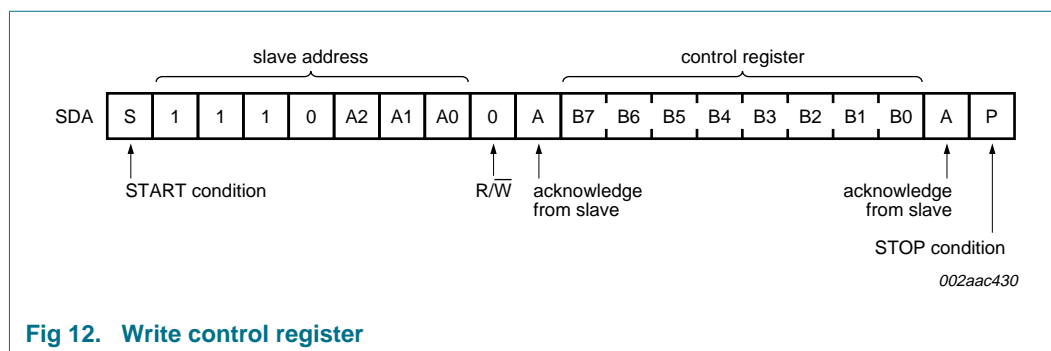 slave address control register
SDA S 1 1 1 0 A2 A1 A0 0 A B7 B6 B5 B4 B3 B2 B1 B0 A P
START condition R/W̅ acknowledge from slave acknowledge from slave
STOP condition
002aac430
Fig 12. Write control register